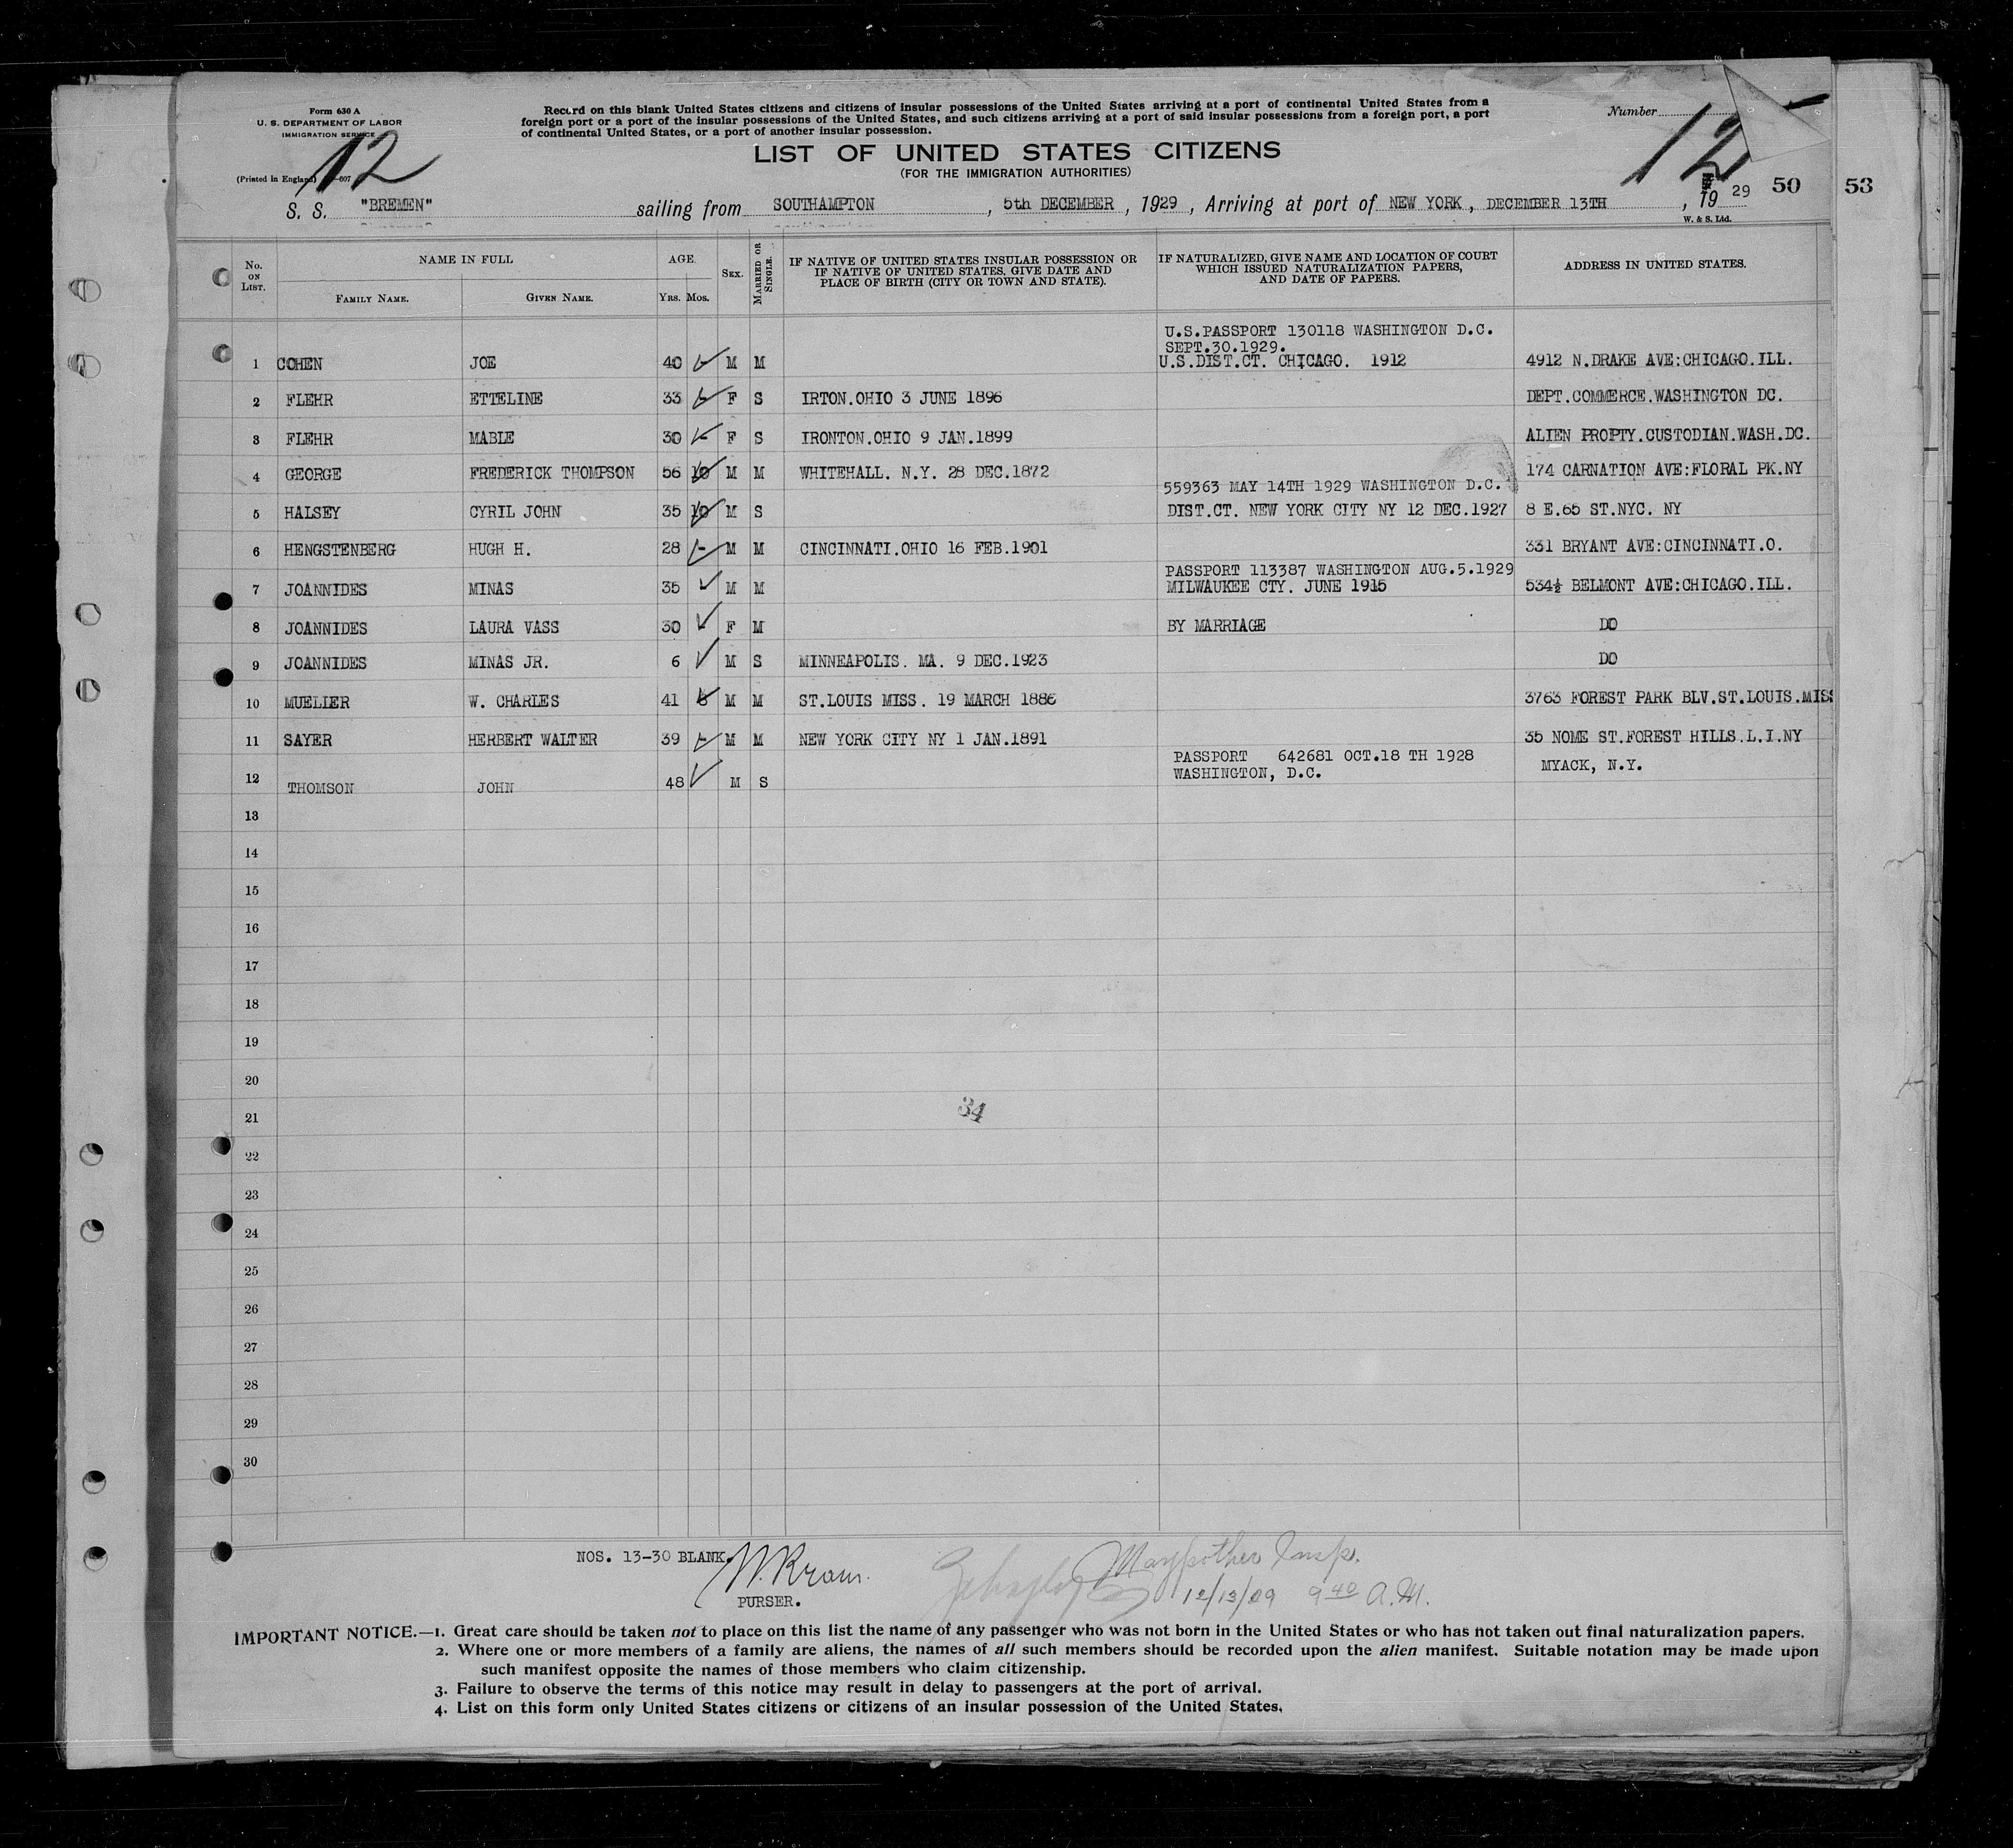 Form 630 A
U. S. DEPARTMENT OF LABOR
IMMIGRATION SERVICE
(Printed in England) -607
12
Record on this blank United States citizens and citizens of insular possessions of the United States arriving at a port of continental United States from a
foreign port or a port of the insular possessions of the United States, and such citizens arriving at a port of said insular possessions from a foreign port, a port
of continental United States, or a port of another insular possession.
Number
12
LIST OF UNITED STATES CITIZENS
(FOR THE IMMIGRATION AUTHORITIES)
S. S. "BREMEN" sailing from SOUTHAMPTON, 5th DECEMBER, 1929, Arriving at port of NEW YORK, DECEMBER 13TH, 1929 50 53
W. & S. Ltd.
No. ON LIST. NAME IN FULL AGE SEX. MARRIED OR SINGLE. IF NATIVE OF UNITED STATES INSULAR POSSESSION OR IF NATIVE OF UNITED STATES, GIVE DATE AND PLACE OF BIRTH (CITY OR TOWN AND STATE). IF NATURALIZED, GIVE NAME AND LOCATION OF COURT WHICH ISSUED NATURALIZATION PAPERS, AND DATE OF PAPERS. ADDRESS IN UNITED STATES.
FAMILY NAME. GIVEN NAME. YRS. MOS.
U.S.PASSPORT 130118 WASHINGTON D.C.
SEPT.30.1929.
1 COHEN JOE 40 - M M U.S.DIST.CT. CHICAGO. 1912 4912 N.DRAKE AVE:CHICAGO.ILL.
2 FLEHR ETTELINE 33 - F S IRTON.OHIO 3 JUNE 1896 DEPT.COMMERCE.WASHINGTON DC.
3 FLEHR MABLE 30 - F S IRONTON.OHIO 9 JAN.1899 ALIEN PROPTY.CUSTODIAN.WASH.DC.
4 GEORGE FREDERICK THOMPSON 56 10 M M WHITEHALL. N.Y. 28 DEC.1872 174 CARNATION AVE:FLORAL PK.NY
559363 MAY 14TH 1929 WASHINGTON D.C.
5 HALSEY CYRIL JOHN 35 10 M S DIST.CT. NEW YORK CITY NY 12 DEC.1927 8 E.65 ST.NYC. NY
6 HENGSTENBERG HUGH H. 28 - M M CINCINNATI.OHIO 16 FEB.1901 331 BRYANT AVE:CINCINNATI.O.
PASSPORT 113387 WASHINGTON AUG.5.1929
7 JOANNIDES MINAS 35 M M MILWAUKEE CTY. JUNE 1915 534½ BELMONT AVE:CHICAGO.ILL.
8 JOANNIDES LAURA VASS 30 - F M BY MARRIAGE DO
9 JOANNIDES MINAS JR. 6 M S MINNEAPOLIS. MA. 9 DEC.1923 DO
10 MUELLER W. CHARLES 41 8 M M ST.LOUIS MISS. 19 MARCH 1886 3763 FOREST PARK BLV.ST.LOUIS.MISS
11 SAYER HERBERT WALTER 39 - M M NEW YORK CITY NY 1 JAN.1891 35 NOME ST.FOREST HILLS.L.I.NY
PASSPORT 642681 OCT.18 TH 1928
12 THOMSON JOHN 48 M S WASHINGTON, D.C. MYACK, N.Y.
13
14
15
16
17
18
19
20
21
34
22
23
24
25
26
27
28
29
30
NOS. 13-30 BLANK. W. Kraus. Maypother Insp.
PURSER. 12/13/29 9 40 A.M.
IMPORTANT NOTICE.—1. Great care should be taken not to place on this list the name of any passenger who was not born in the United States or who has not taken out final naturalization papers.
2. Where one or more members of a family are aliens, the names of all such members should be recorded upon the alien manifest. Suitable notation may be made upon
such manifest opposite the names of those members who claim citizenship.
3. Failure to observe the terms of this notice may result in delay to passengers at the port of arrival.
4. List on this form only United States citizens or citizens of an insular possession of the United States.